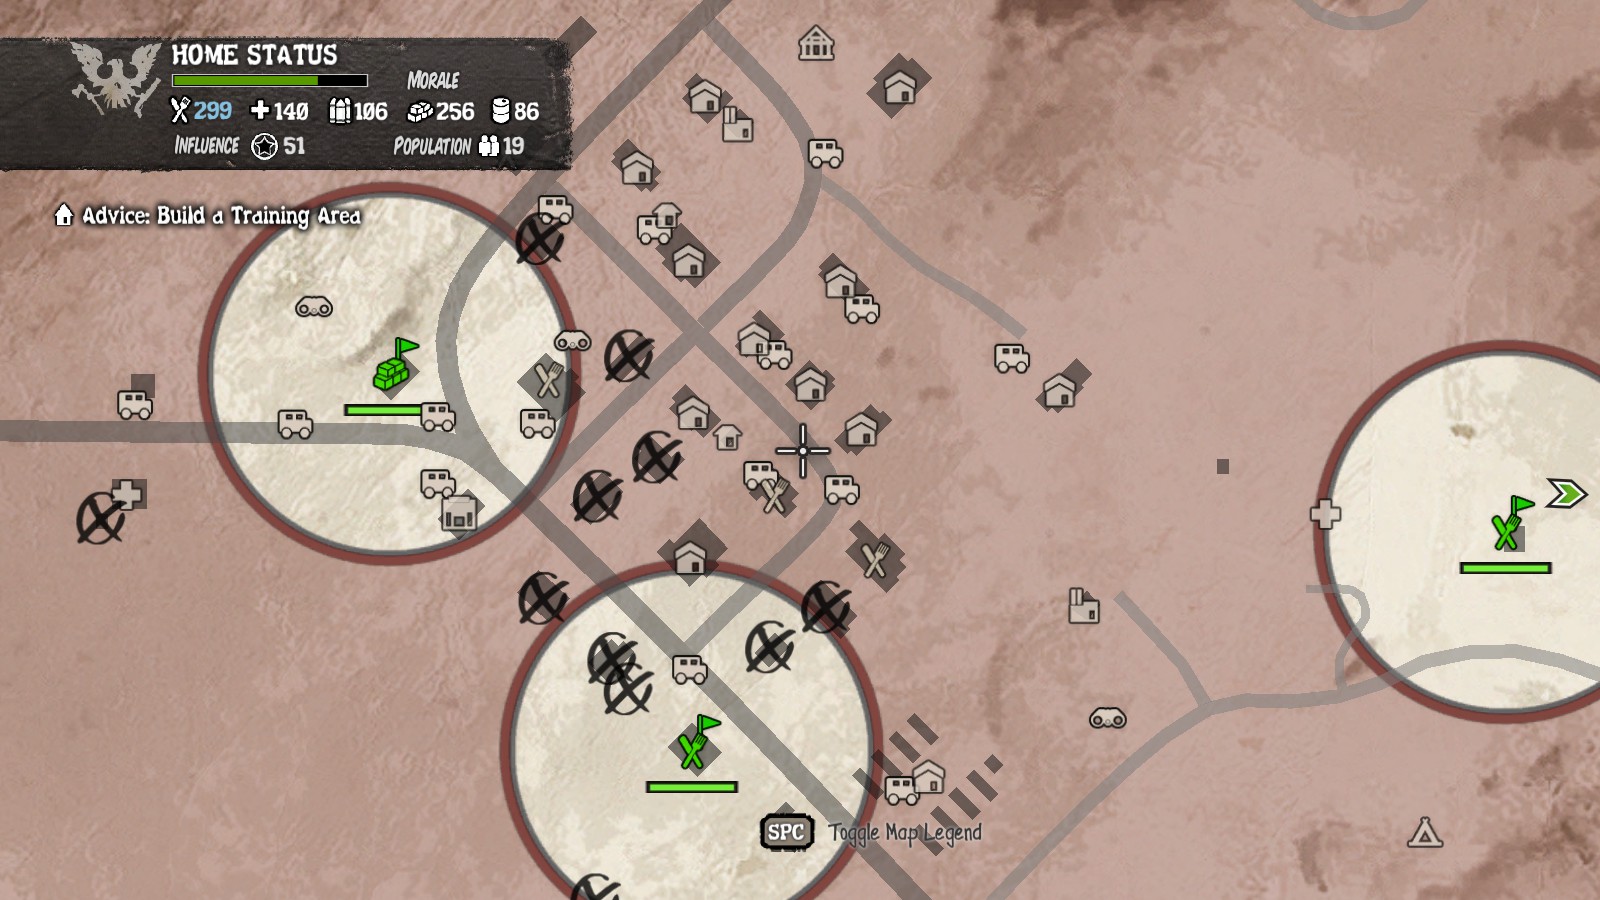 HOME STATUS
MORALE
299 140 106 256 86
INFLUENCE 51 POPULATION 19
Advice: Build a Training Area
SPC Toggle Map Legend